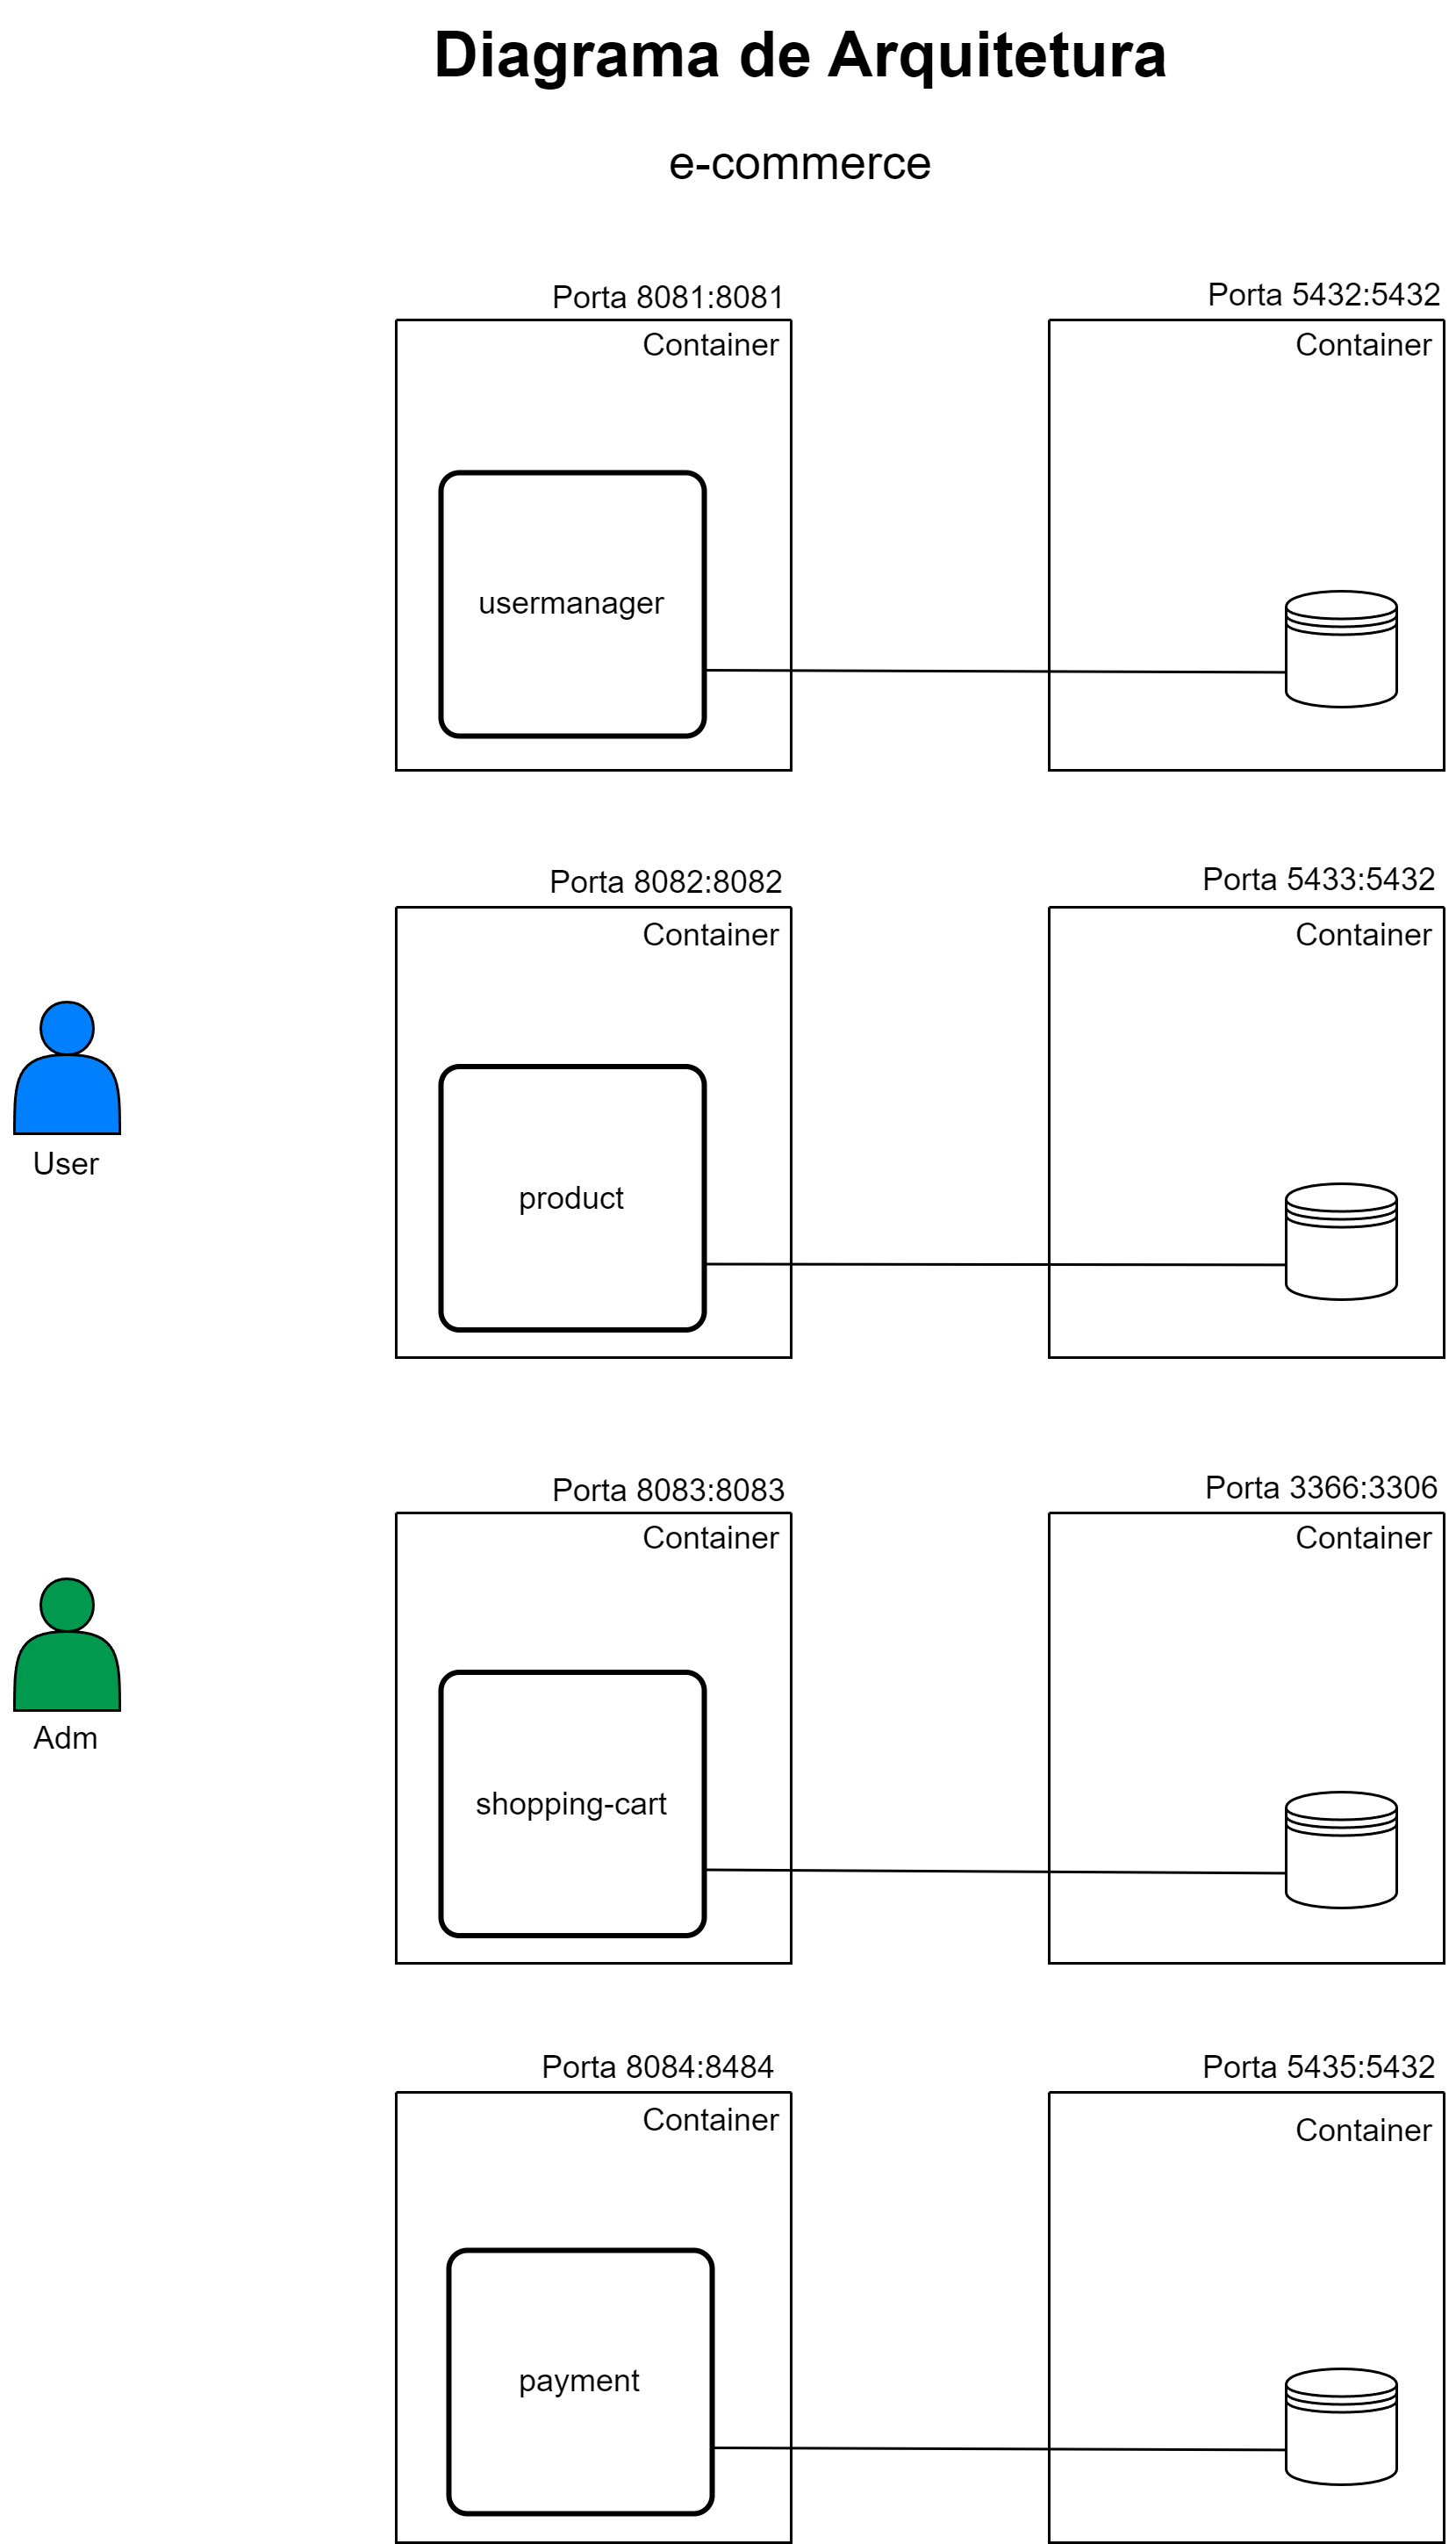 Diagrama de Arquitetura
e-commerce
Porta 8081:8081
Porta 5432:5432
Container
Container
usermanager
Porta 8082:8082
Porta 5433:5432
Container
Container
User
product
Porta 8083:8083
Porta 3366:3306
Container
Container
Adm
shopping-cart
Porta 8084:8484
Porta 5435:5432
Container
Container
payment